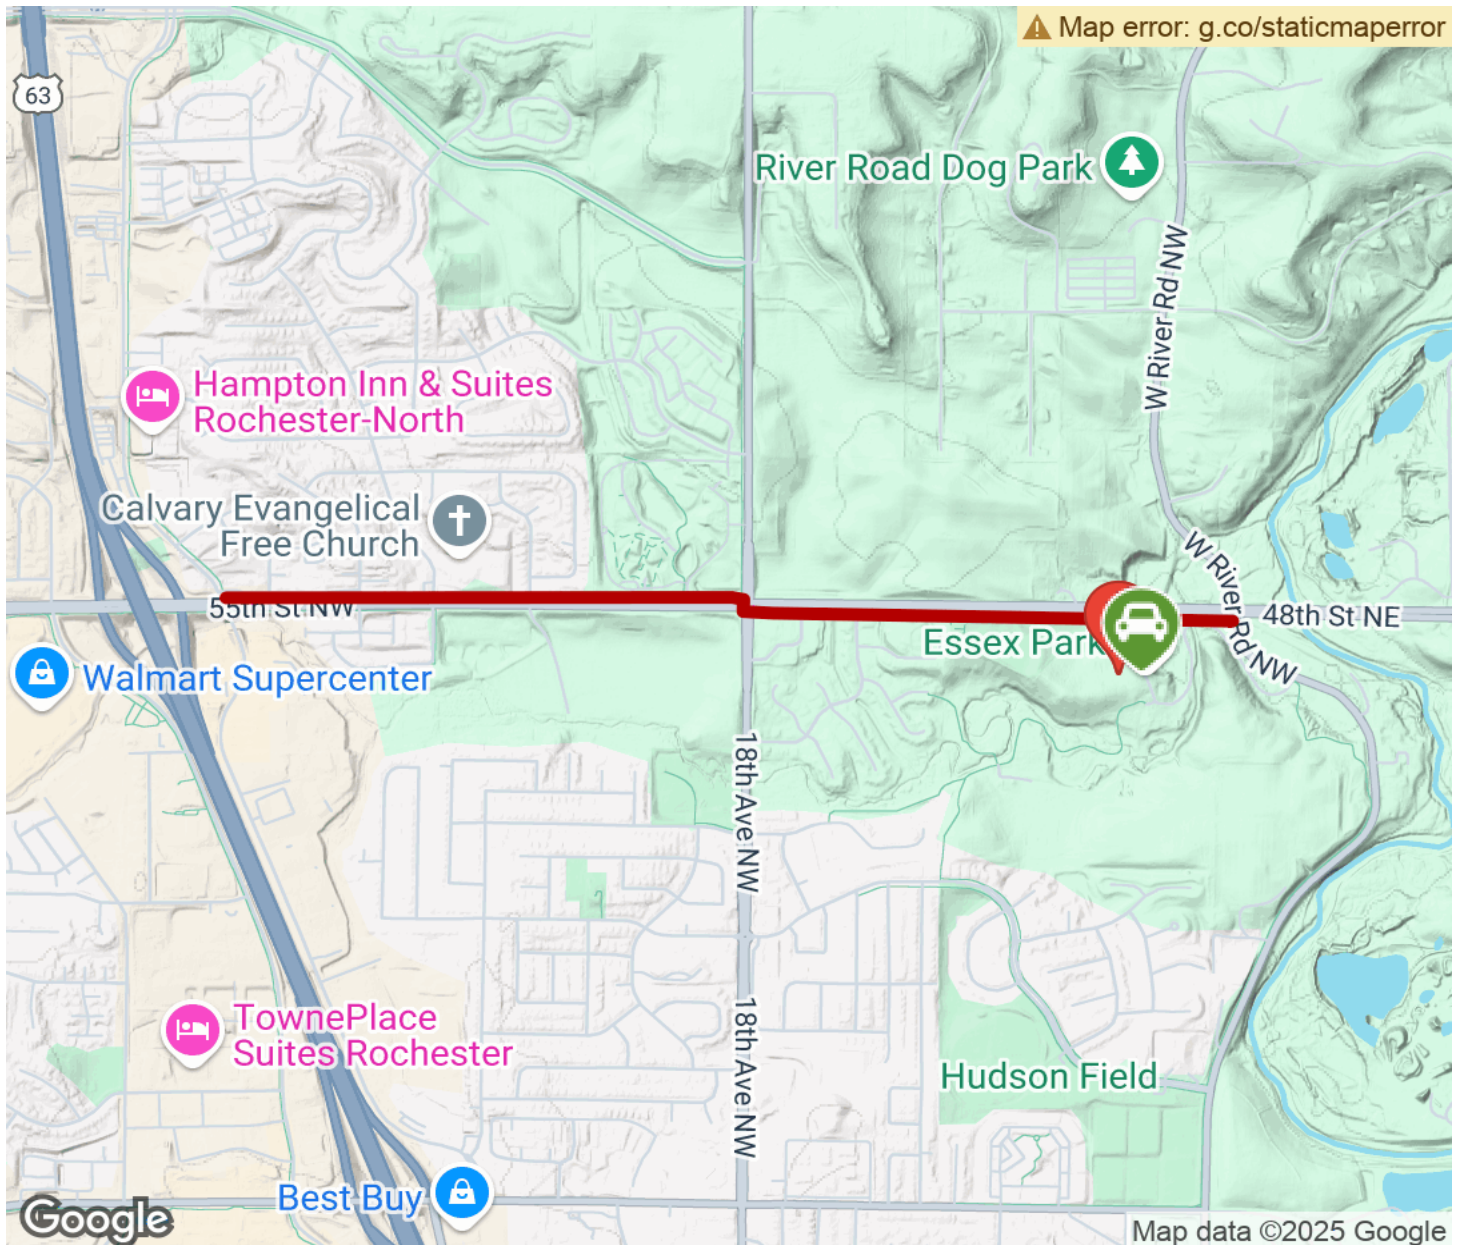 Map error: g.co/staticmaperror
63
River Road Dog Park
W River Rd NW
Hampton Inn & Suites
Rochester-North
Calvary Evangelical
Free Church
W River Rd NW
55th St NW
48th St NE
Essex Park
Walmart Supercenter
18th Ave NW
TownePlace
Suites Rochester
18th Ave NW
Hudson Field
Best Buy
Google
Map data ©2025 Google